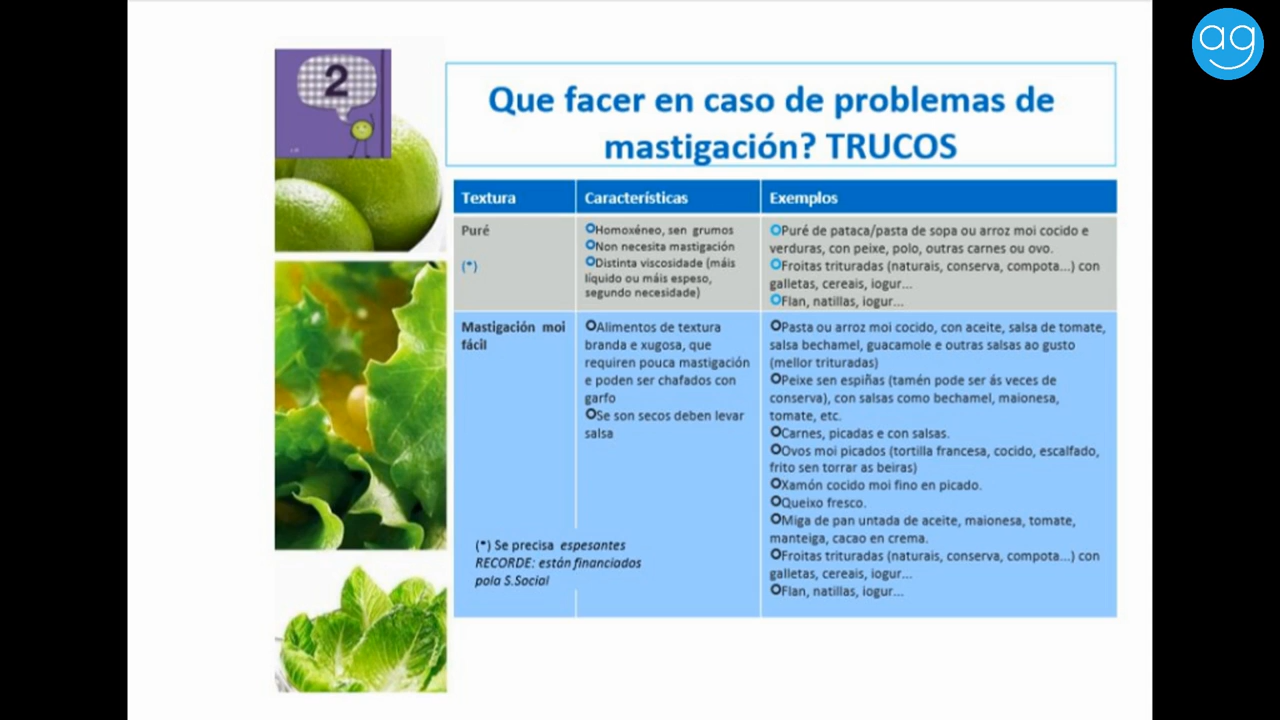 ag
2
Que facer en caso de problemas de
mastigación? TRUCOS
Textura
Características
Exemplos
Puré
(*)
Homoxéneo, sen grumos
Non necesita mastigación
Distinta viscosidade (máis
líquido ou máis espeso,
segundo necesidade)
Puré de pataca/pasta de sopa ou arroz moi cocido e
verduras, con peixe, polo, outras carnes ou ovo.
Froitas trituradas (naturais, conserva, compota...) con
galletas, cereais, iogur...
Flan, natillas, iogur...
Mastigación moi
fácil
Alimentos de textura
branda e xugosa, que
requiren pouca mastigación
e poden ser chafados con
garfo
Se son secos deben levar
salsa
Pasta ou arroz moi cocido, con aceite, salsa de tomate,
salsa bechamel, guacamole e outras salsas ao gusto
(mellor trituradas)
Peixe sen espiñas (tamén pode ser ás veces de
conserva), con salsas como bechamel, maionesa,
tomate, etc.
Carnes, picadas e con salsas.
Ovos moi picados (tortilla francesa, cocido, escalfado,
frito sen torrar as beiras)
Xamón cocido moi fino en picado.
Queixo fresco.
Miga de pan untada de aceite, maionesa, tomate,
manteiga, cacao en crema.
Froitas trituradas (naturais, conserva, compota...) con
galletas, cereais, iogur...
Flan, natillas, iogur...
(*) Se precisa espesantes
RECORDE: están financiados
pola S.Social